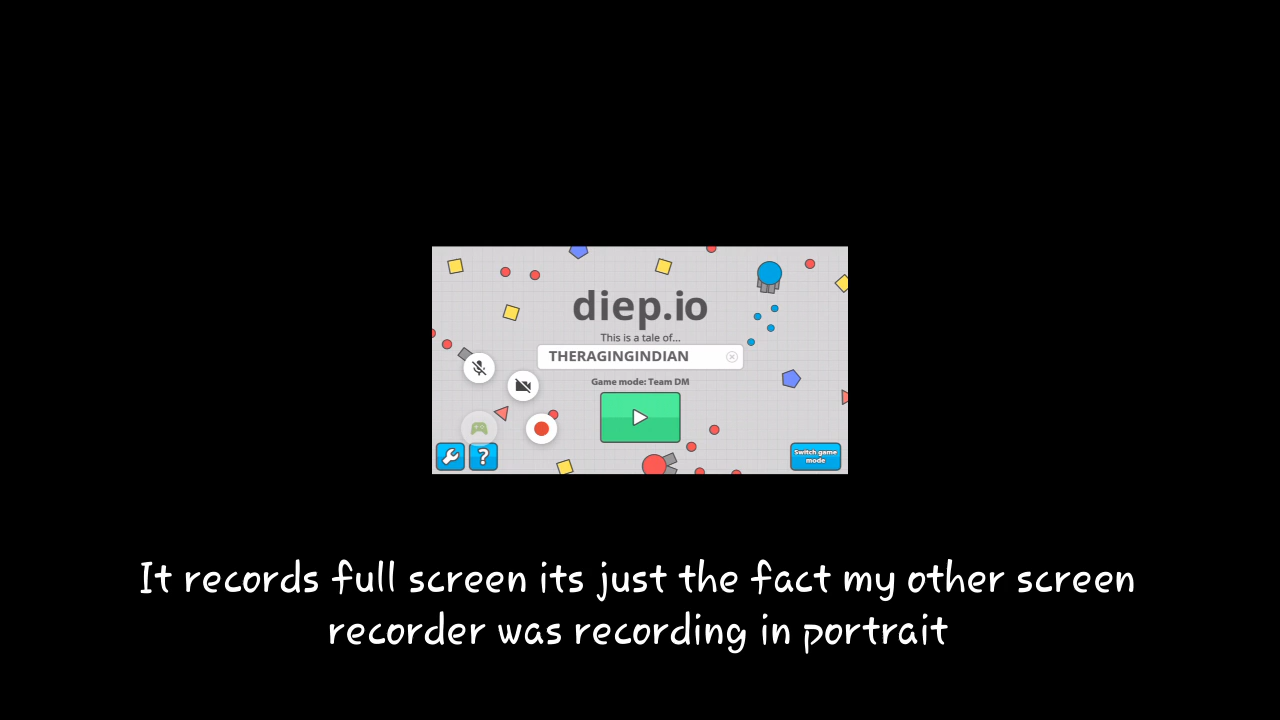 diep.io
This is a tale of...
THERAGINGINDIAN
Game mode: Team DM
?
Switch game
mode
It records full screen its just the fact my other screen
recorder was recording in portrait